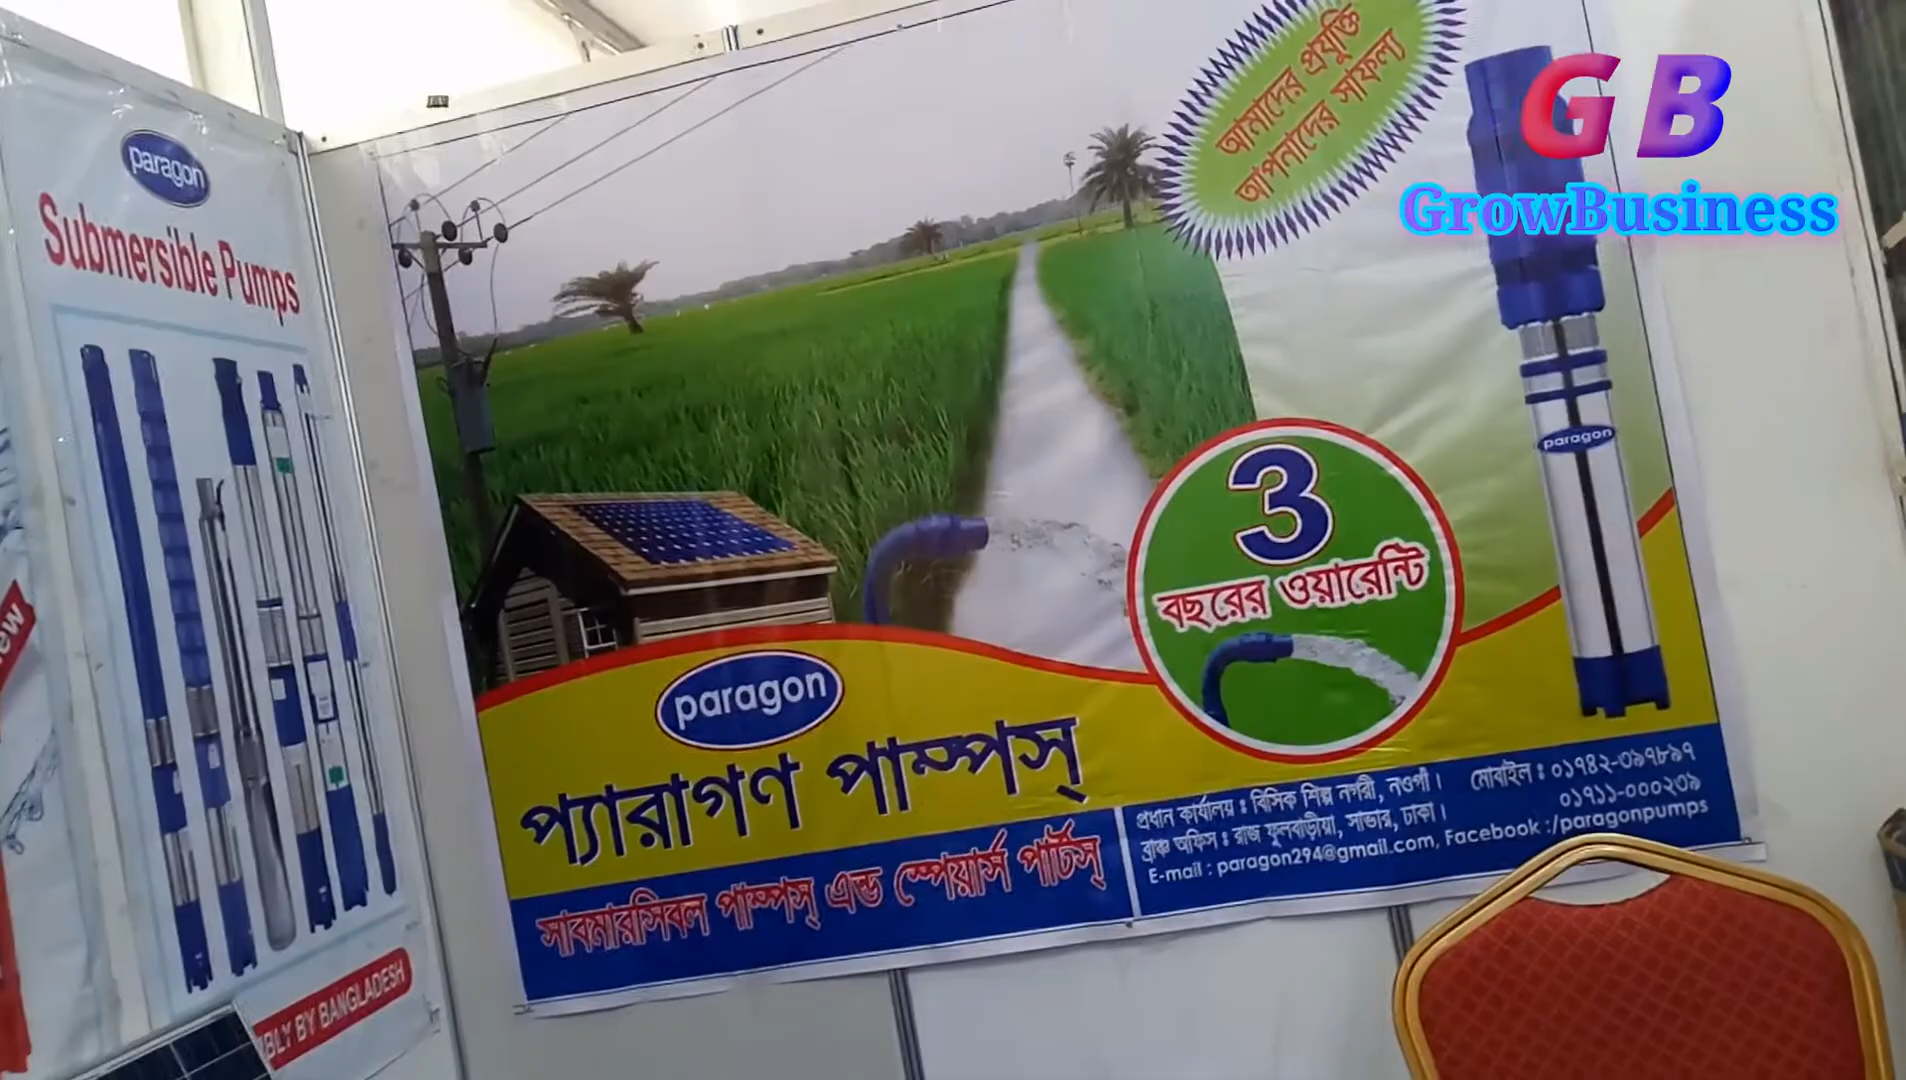 paragon
Submersible Pumps
BLY BY BANGLADESH
আমাদের প্রযুক্তি
আপনাদের সাফল্য
GB
GrowBusiness
paragon
3
বছরের ওয়ারেন্টি
paragon
প্যারাগণ পাম্পস্
সাবমারসিবল পাম্পস্ এন্ড স্পেয়ার্স পার্টস্
প্রধান কার্যালয় : বিসিক শিল্প নগরী, নওগাঁ। মোবাইল : ০১৭৪২-৩৯৭৮৯৭
০১৭১১-০০০২৩৯
ব্রাঞ্চ অফিস : রাজ ফুলবাড়ীয়া, সাভার, ঢাকা।
E-mail : paragon294@gmail.com, Facebook :/paragonpumps